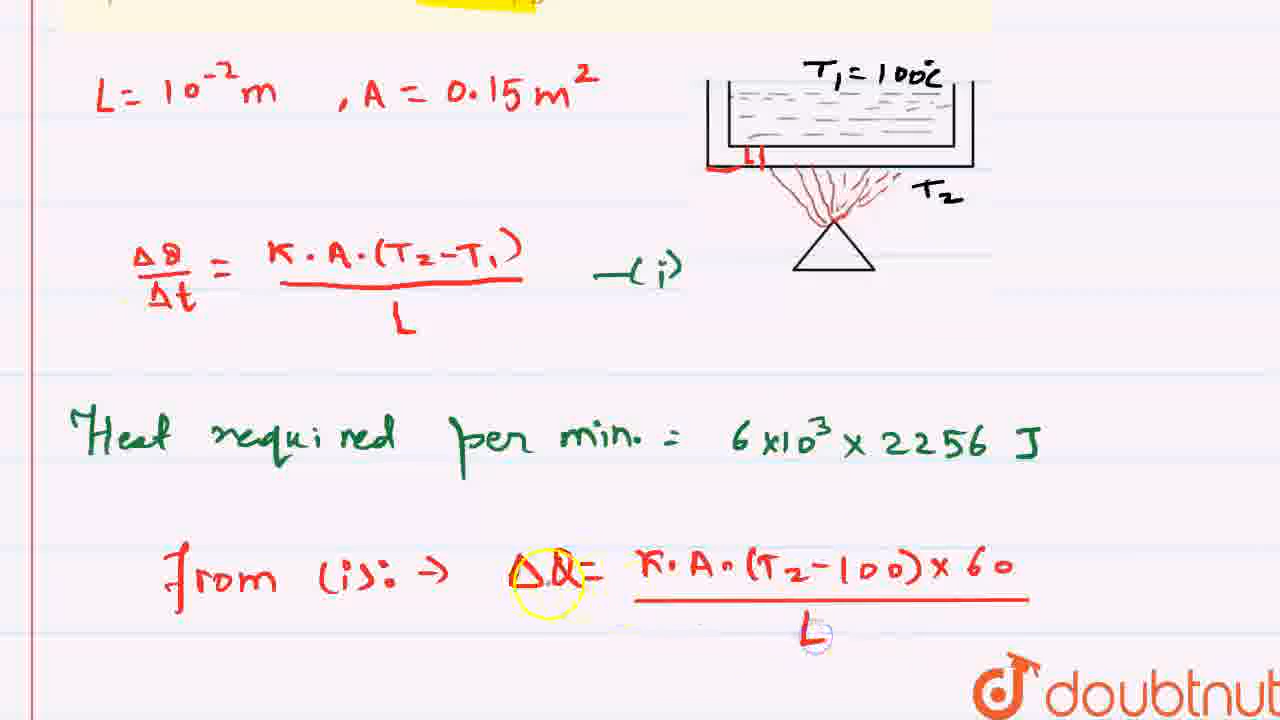 L = 10⁻² m , A = 0.15 m²
T₁ = 100°C
T₂
L
ΔQ/Δt = K·A·(T₂-T₁)/L —(i)
Heat required per min. = 6×10³ × 2256 J
from (i): → ΔQ = K·A·(T₂-100)×60/L
doubtnut